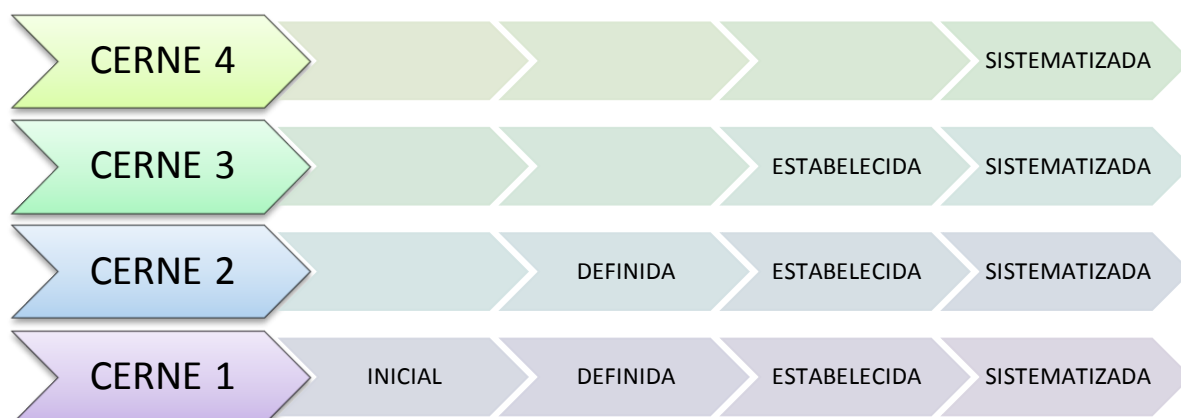 CERNE 4 SISTEMATIZADA
CERNE 3 ESTABELECIDA SISTEMATIZADA
CERNE 2 DEFINIDA ESTABELECIDA SISTEMATIZADA
CERNE 1 INICIAL DEFINIDA ESTABELECIDA SISTEMATIZADA